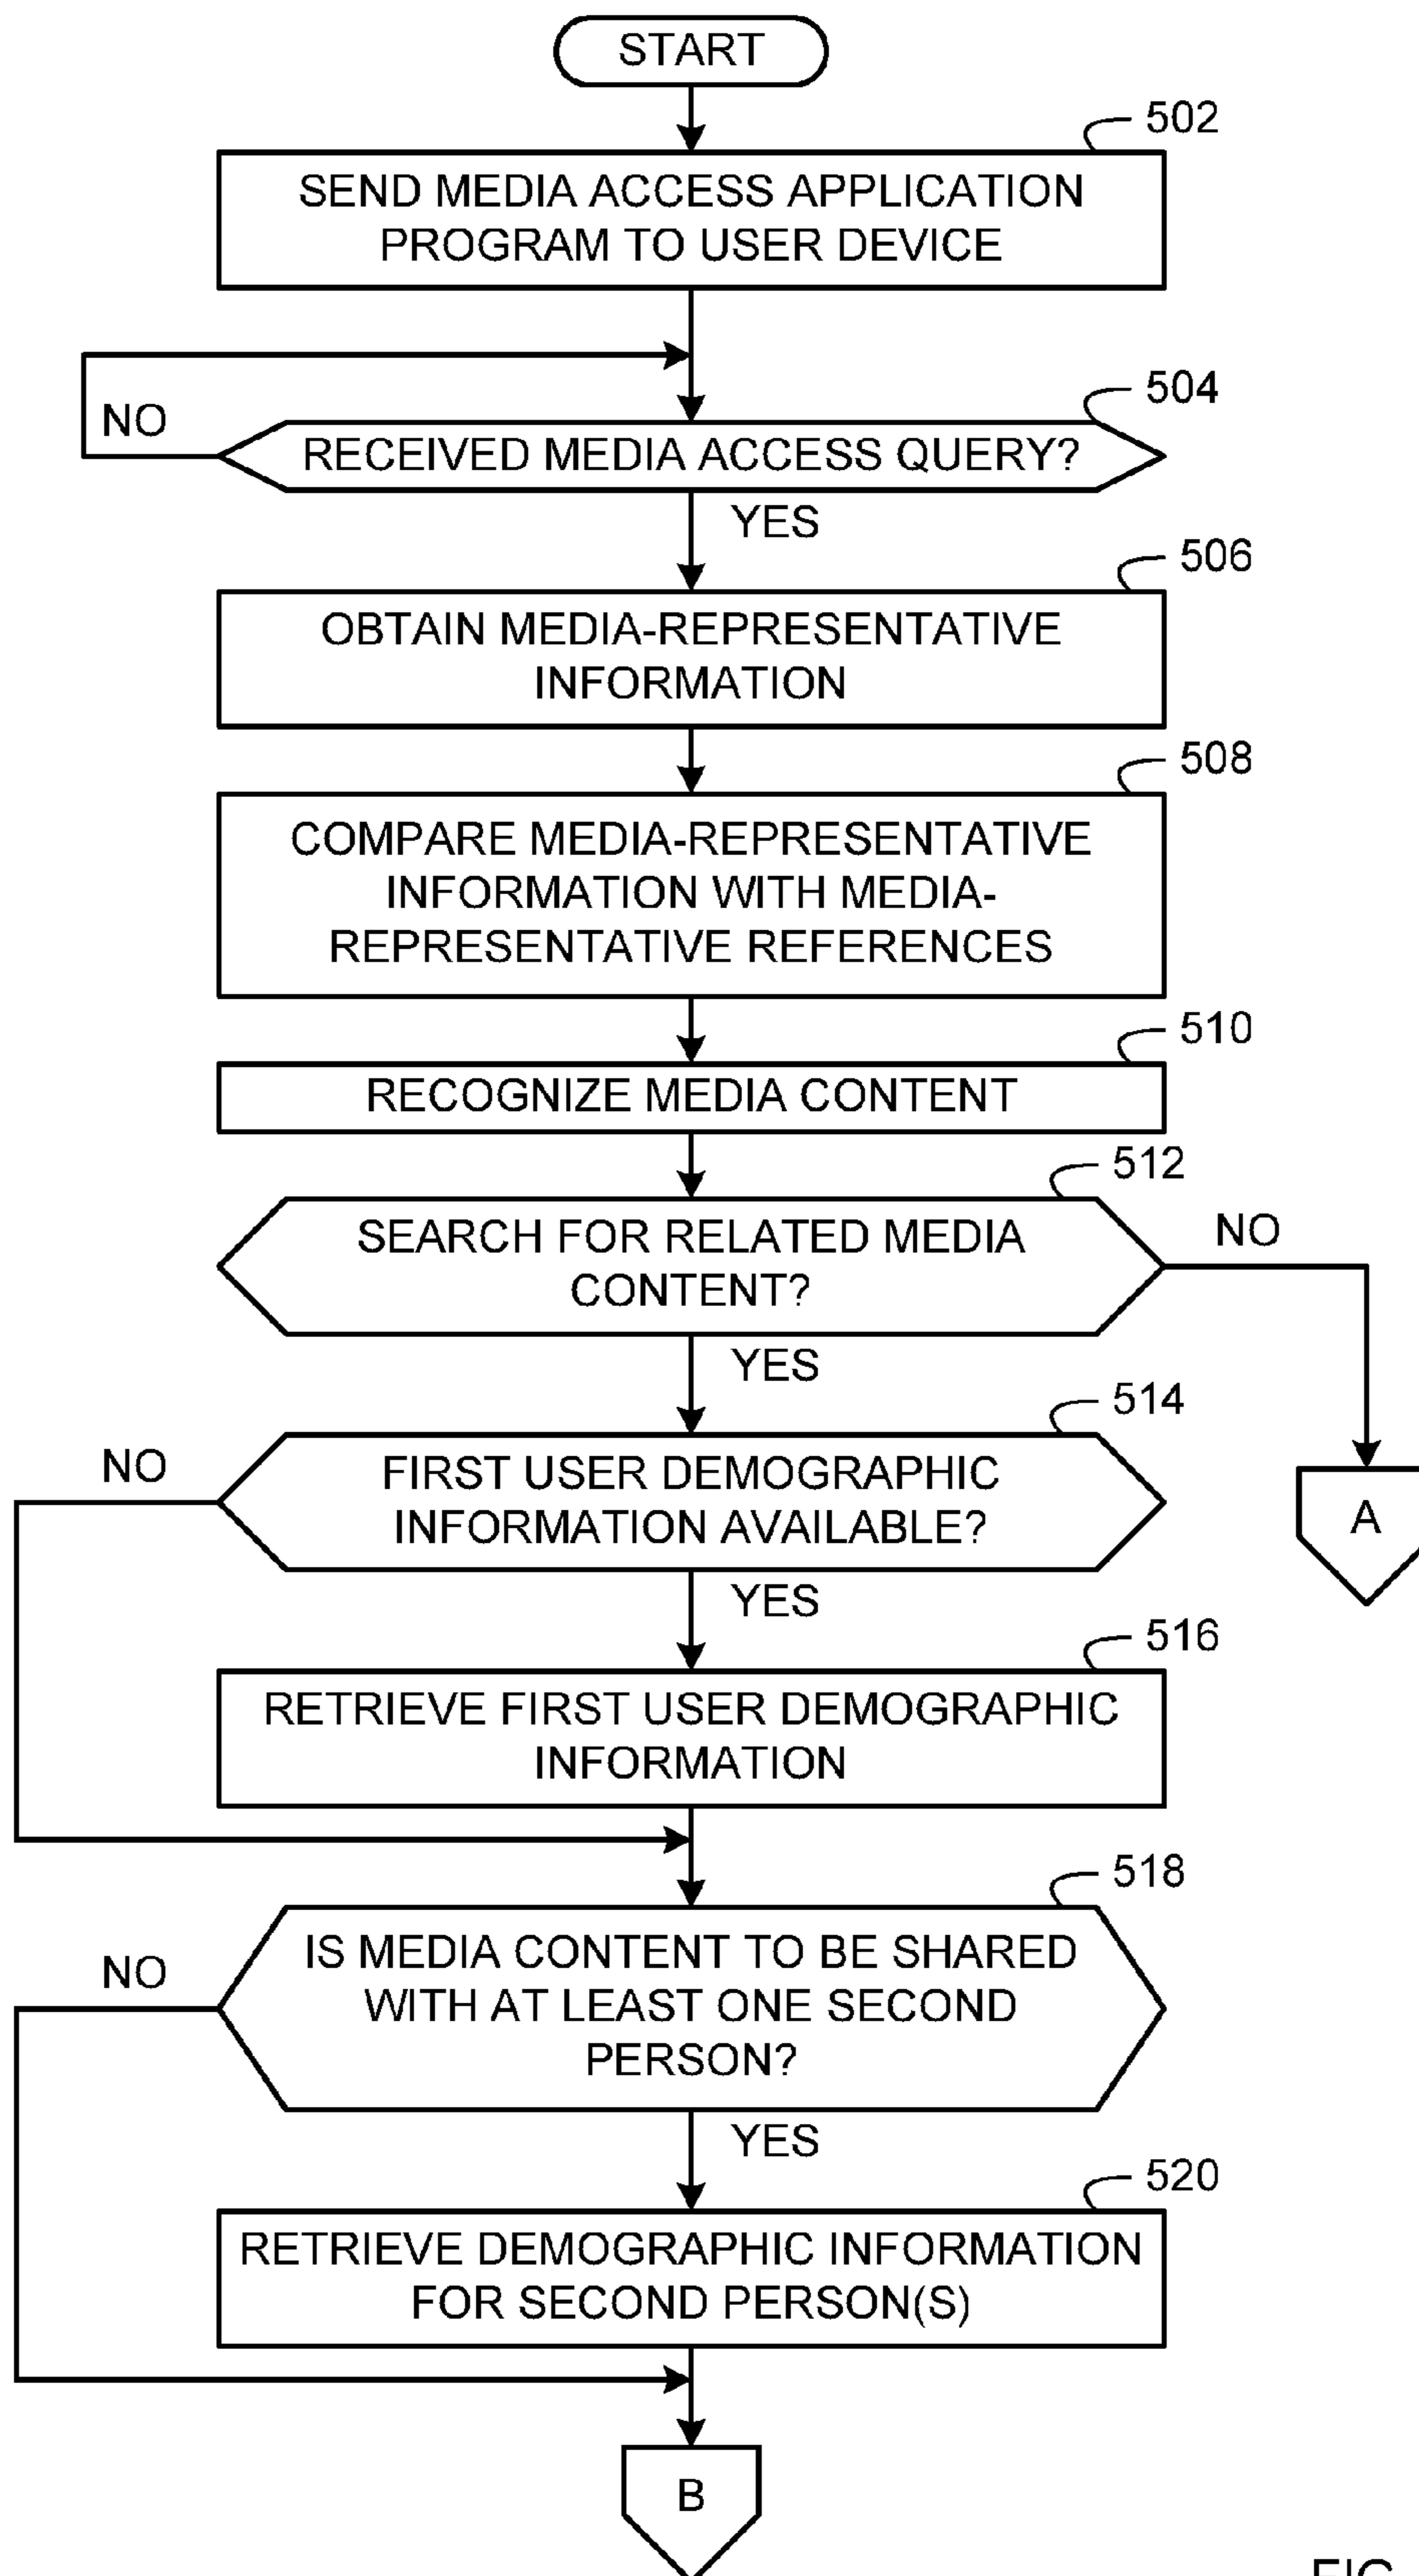 START
502
SEND MEDIA ACCESS APPLICATION
PROGRAM TO USER DEVICE
504
NO
RECEIVED MEDIA ACCESS QUERY?
YES
506
OBTAIN MEDIA-REPRESENTATIVE
INFORMATION
508
COMPARE MEDIA-REPRESENTATIVE
INFORMATION WITH MEDIA-
REPRESENTATIVE REFERENCES
510
RECOGNIZE MEDIA CONTENT
512
SEARCH FOR RELATED MEDIA
CONTENT?
NO
YES
514
NO
FIRST USER DEMOGRAPHIC
INFORMATION AVAILABLE?
A
YES
516
RETRIEVE FIRST USER DEMOGRAPHIC
INFORMATION
518
NO
IS MEDIA CONTENT TO BE SHARED
WITH AT LEAST ONE SECOND
PERSON?
YES
520
RETRIEVE DEMOGRAPHIC INFORMATION
FOR SECOND PERSON(S)
B
FIG